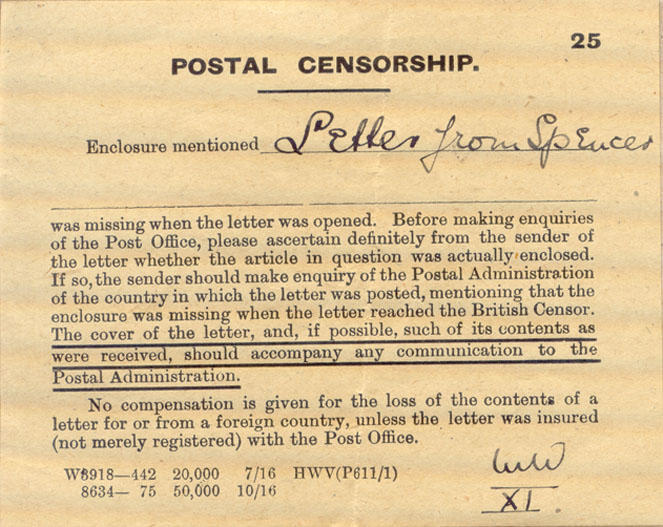 25
POSTAL CENSORSHIP.
Enclosure mentioned Letter from Spencer
was missing when the letter was opened. Before making enquiries
of the Post Office, please ascertain definitely from the sender of
the letter whether the article in question was actually enclosed.
If so, the sender should make enquiry of the Postal Administration
of the country in which the letter was posted, mentioning that the
enclosure was missing when the letter reached the British Censor.
The cover of the letter, and, if possible, such of its contents as
were received, should accompany any communication to the
Postal Administration.
No compensation is given for the loss of the contents of a
letter for or from a foreign country, unless the letter was insured
(not merely registered) with the Post Office.
W8918—442 20,000 7/16 HWV(P611/1)
8634— 75 50,000 10/16
XI.